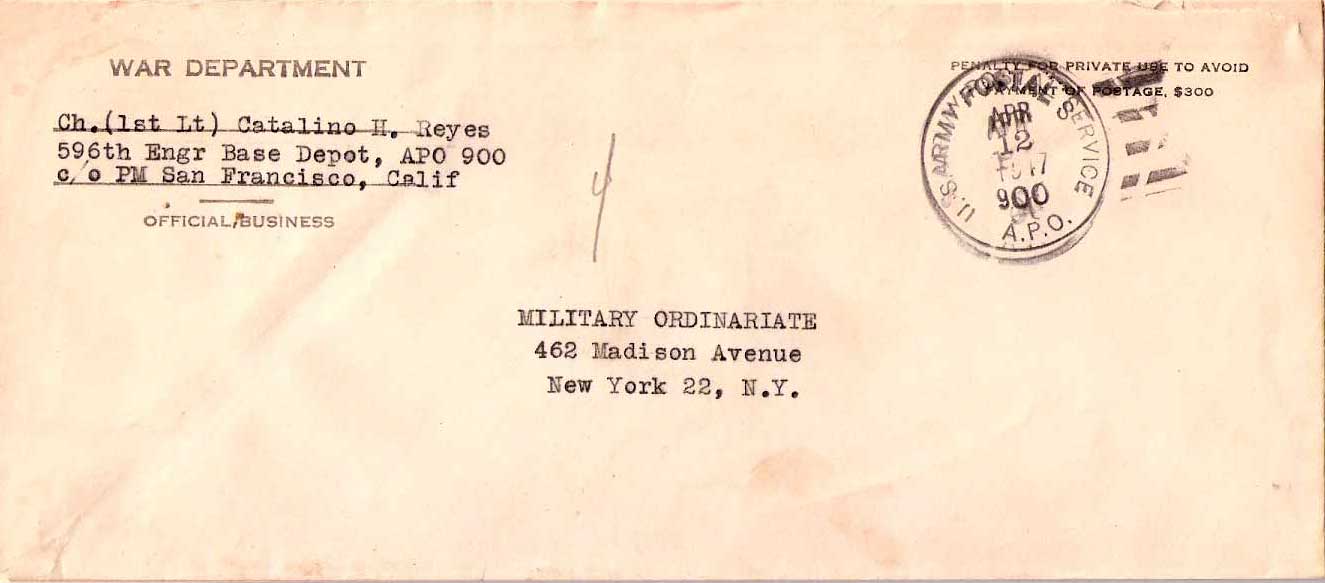 WAR DEPARTMENT
Ch.(1st Lt) Catalino H. Reyes
596th Engr Base Depot, APO 900
c/o PM San Francisco, Calif
OFFICIAL BUSINESS
PENALTY FOR PRIVATE USE TO AVOID
PAYMENT OF POSTAGE, $300
U.S. ARMY POSTAL SERVICE
APR
12
1947
900
A.P.O.
MILITARY ORDINARIATE
462 Madison Avenue
New York 22, N.Y.